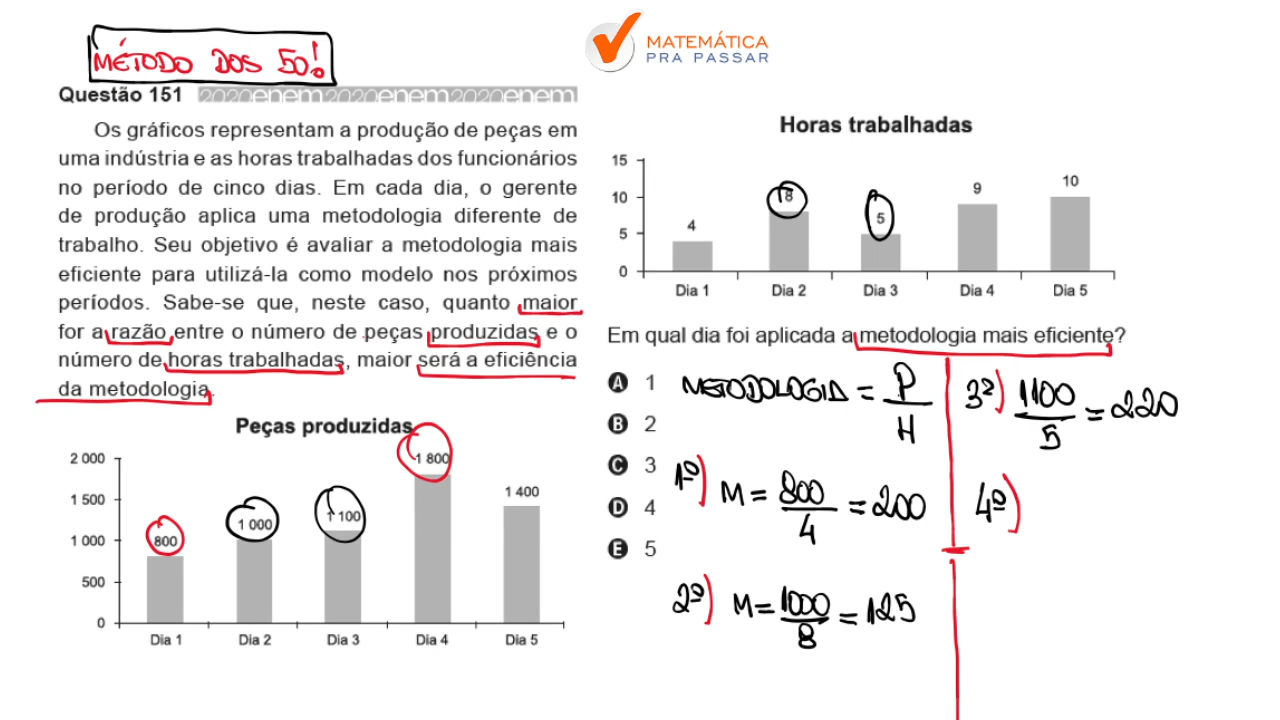 MÉTODO DOS 50!
MATEMÁTICA
PRA PASSAR
Questão 151 2020enem2020enem2020enem
Os gráficos representam a produção de peças em
uma indústria e as horas trabalhadas dos funcionários
no período de cinco dias. Em cada dia, o gerente
de produção aplica uma metodologia diferente de
trabalho. Seu objetivo é avaliar a metodologia mais
eficiente para utilizá-la como modelo nos próximos
períodos. Sabe-se que, neste caso, quanto maior
for a razão entre o número de peças produzidas e o
número de horas trabalhadas, maior será a eficiência
da metodologia.
Peças produzidas
2 000
1 500
1 000
500
0
800
1 000
1 100
1 800
1 400
Dia 1 Dia 2 Dia 3 Dia 4 Dia 5
Horas trabalhadas
15
10
5
0
4
8
5
9
10
Dia 1 Dia 2 Dia 3 Dia 4 Dia 5
Em qual dia foi aplicada a metodologia mais eficiente?
A 1
B 2
C 3
D 4
E 5
METODOLOGIA = P/H
1º) M = 800/4 = 200
2º) M = 1000/8 = 125
3º) 1100/5 = 220
4º)